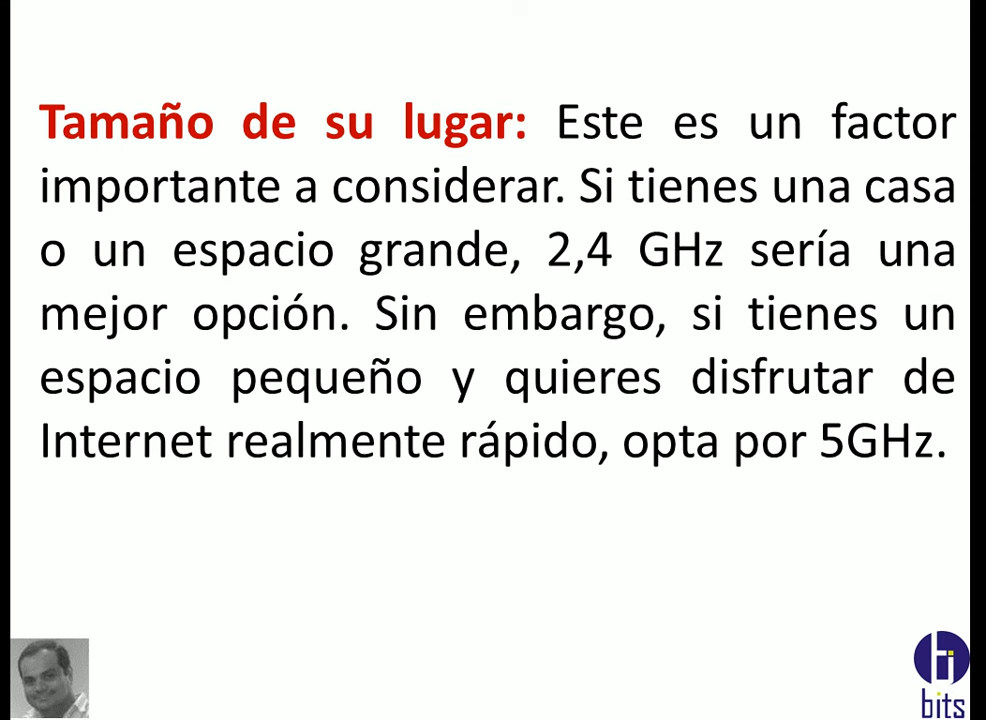 Tamaño de su lugar: Este es un factor
importante a considerar. Si tienes una casa
o un espacio grande, 2,4 GHz sería una
mejor opción. Sin embargo, si tienes un
espacio pequeño y quieres disfrutar de
Internet realmente rápido, opta por 5GHz.
bits